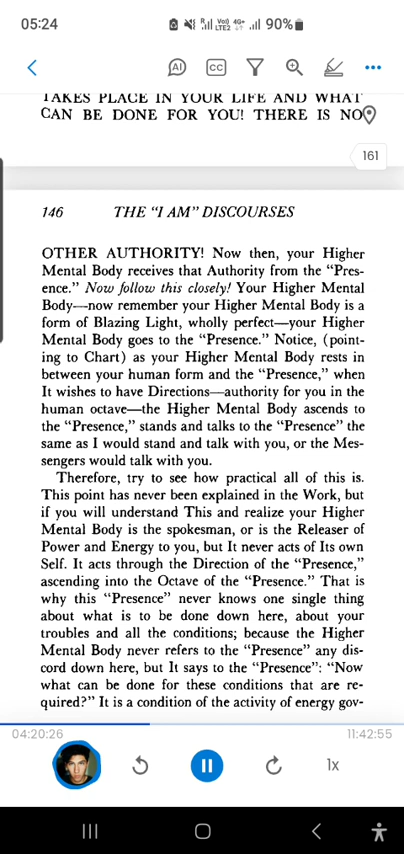 05:24
R
Vo))
LTE2
4G+
90%
AI
CC
TAKES PLACE IN YOUR LIFE AND WHAT
CAN BE DONE FOR YOU! THERE IS NO
161
146 THE “I AM” DISCOURSES
OTHER AUTHORITY! Now then, your Higher
Mental Body receives that Authority from the “Pres-
ence.” Now follow this closely! Your Higher Mental
Body—now remember your Higher Mental Body is a
form of Blazing Light, wholly perfect—your Higher
Mental Body goes to the “Presence.” Notice, (point-
ing to Chart) as your Higher Mental Body rests in
between your human form and the “Presence,” when
It wishes to have Directions—authority for you in the
human octave—the Higher Mental Body ascends to
the “Presence,” stands and talks to the “Presence” the
same as I would stand and talk with you, or the Mes-
sengers would talk with you.
Therefore, try to see how practical all of this is.
This point has never been explained in the Work, but
if you will understand This and realize your Higher
Mental Body is the spokesman, or is the Releaser of
Power and Energy to you, but It never acts of Its own
Self. It acts through the Direction of the “Presence,”
ascending into the Octave of the “Presence.” That is
why this “Presence” never knows one single thing
about what is to be done down here, about your
troubles and all the conditions; because the Higher
Mental Body never refers to the “Presence” any dis-
cord down here, but It says to the “Presence”: “Now
what can be done for these conditions that are re-
quired?” It is a condition of the activity of energy gov-
04:20:26
11:42:55
1x